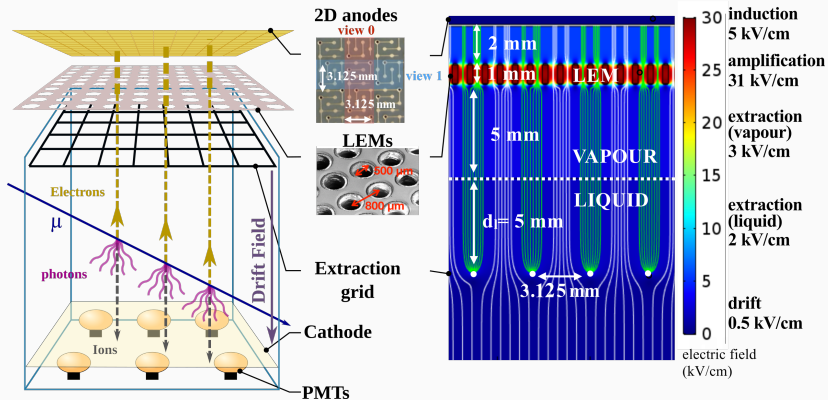 2D anodes
view 0
3.125 mm
view 1
3.125 mm
LEMs
600 μm
800 μm
Electrons
μ
photons
Drift Field
Extraction
grid
Cathode
Ions
PMTs
2 mm
1 mm LEM
5 mm
VAPOUR
LIQUID
dl= 5 mm
3.125 mm
30
25
20
15
10
5
0
electric field
(kV/cm)
induction
5 kV/cm
amplification
31 kV/cm
extraction
(vapour)
3 kV/cm
extraction
(liquid)
2 kV/cm
drift
0.5 kV/cm